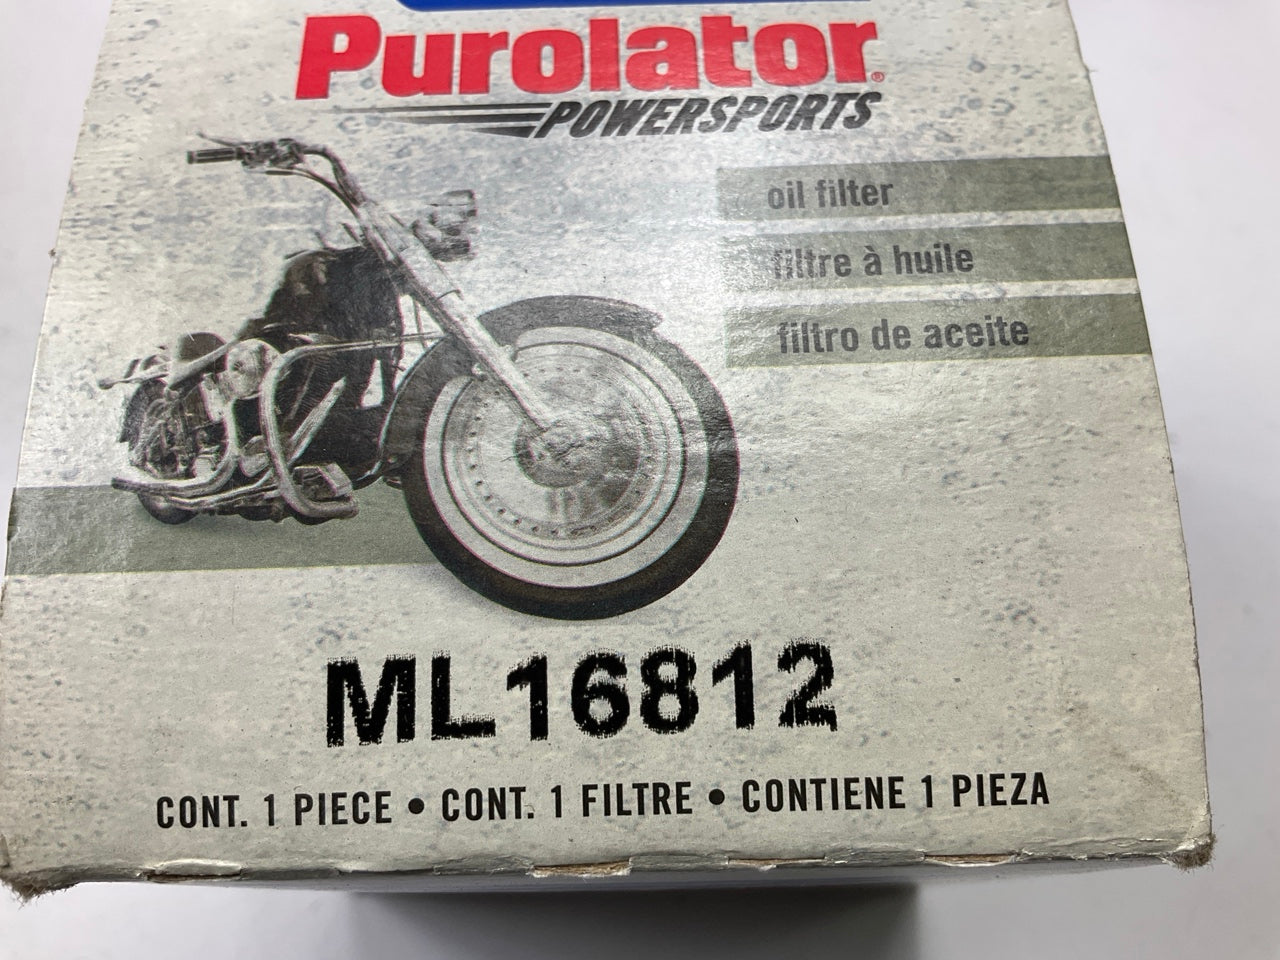 Purolator®
POWERSPORTS
oil filter
filtre à huile
filtro de aceite
ML16812
CONT. 1 PIECE • CONT. 1 FILTRE • CONTIENE 1 PIEZA